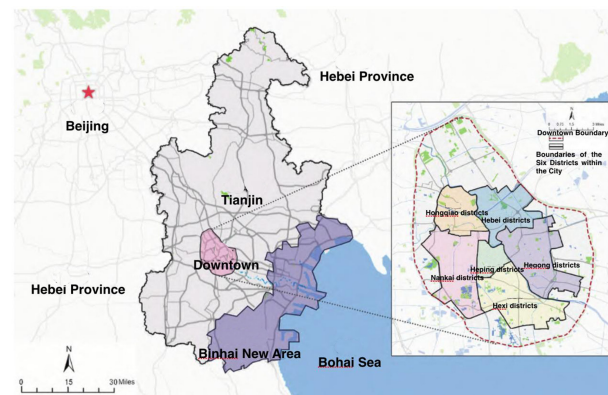 Hebei Province
Beijing
Tianjin
Downtown
Hebei Province
Binhai New Area
Bohai Sea
N
0 15 30 Miles
N
Downtown Boundary
Boundaries of the
Six Districts within
the City
Hongqiao districts
Hebei districts
Heping districts
Hedong districts
Nankai districts
Hexi districts